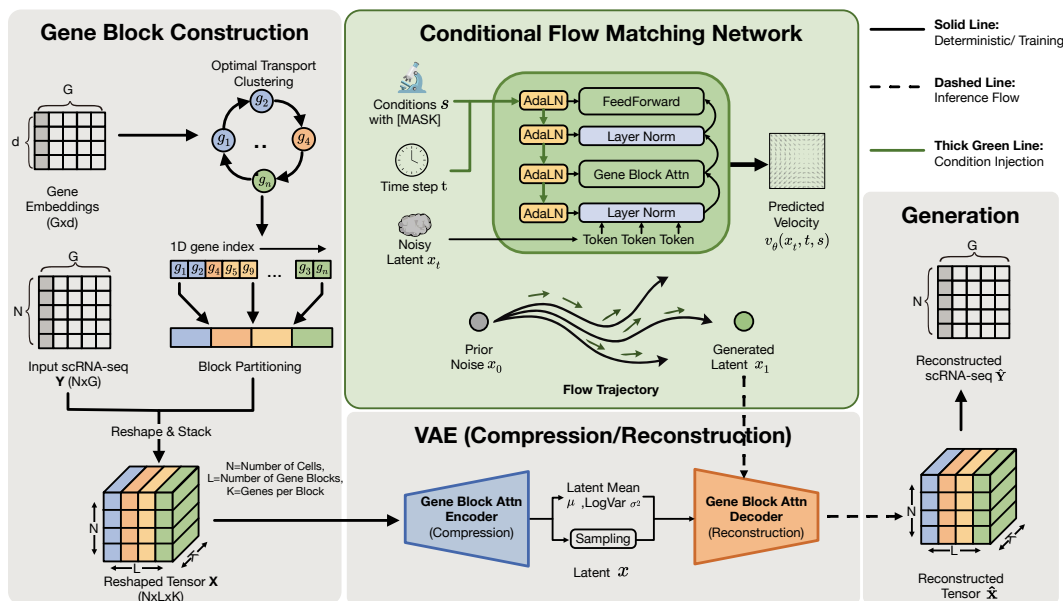 Gene Block Construction
Optimal Transport
Clustering
G
d
g1
g2
g4
gn
..
Gene
Embeddings
(Gxd)
1D gene index
g1 g2 g4 g5 g9 ... g3 gn
G
N
Input scRNA-seq
Y (NxG)
Block Partitioning
Reshape & Stack
N=Number of Cells,
L=Number of Gene Blocks,
K=Genes per Block
N
L
K
Reshaped Tensor X
(NxLxK)
Conditional Flow Matching Network
Conditions s
with [MASK]
Time step t
Noisy
Latent x_t
AdaLN
FeedForward
AdaLN
Layer Norm
AdaLN
Gene Block Attn
AdaLN
Layer Norm
Token Token Token
Predicted
Velocity
v_θ(x_t, t, s)
Prior
Noise x_0
Generated
Latent x_1
Flow Trajectory
VAE (Compression/Reconstruction)
Gene Block Attn
Encoder
(Compression)
Latent Mean
μ ,LogVar σ²
Sampling
Latent x
Gene Block Attn
Decoder
(Reconstruction)
Solid Line:
Deterministic/ Training
Dashed Line:
Inference Flow
Thick Green Line:
Condition Injection
Generation
G
N
Reconstructed
scRNA-seq Ŷ
N
L
K
Reconstructed
Tensor X̂